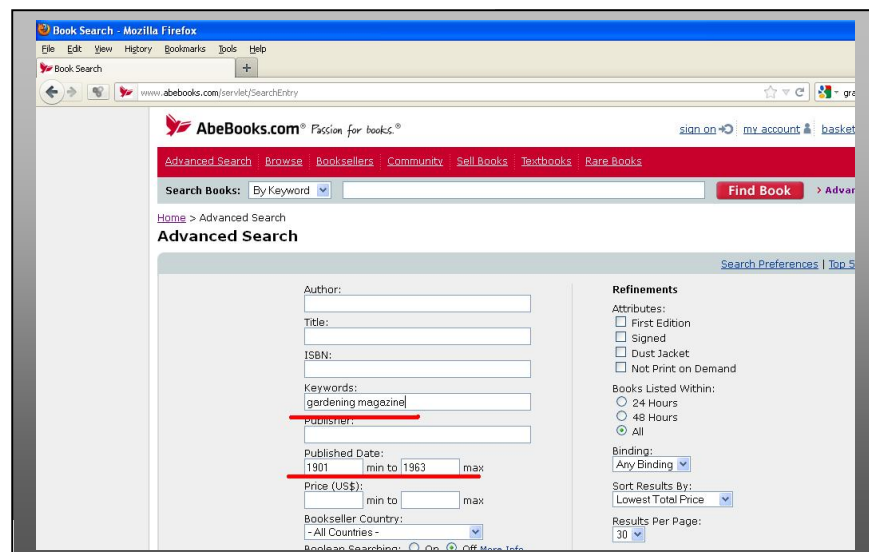 Book Search - Mozilla Firefox
File Edit View History Bookmarks Tools Help
Book Search +
www.abebooks.com/servlet/SearchEntry
AbeBooks.com® Passion for books.® sign on my account basket
Advanced Search Browse Booksellers Community Sell Books Textbooks Rare Books
Search Books: By Keyword Find Book > Advan
Home > Advanced Search
Advanced Search
Search Preferences | Top 5
Author:
Title:
ISBN:
Keywords:
gardening magazine
Publisher:
Published Date:
1901 min to 1963 max
Price (US$):
min to max
Bookseller Country:
- All Countries -
Boolean Searching: On Off More Info
Refinements
Attributes:
First Edition
Signed
Dust Jacket
Not Print on Demand
Books Listed Within:
24 Hours
48 Hours
All
Binding:
Any Binding
Sort Results By:
Lowest Total Price
Results Per Page:
30